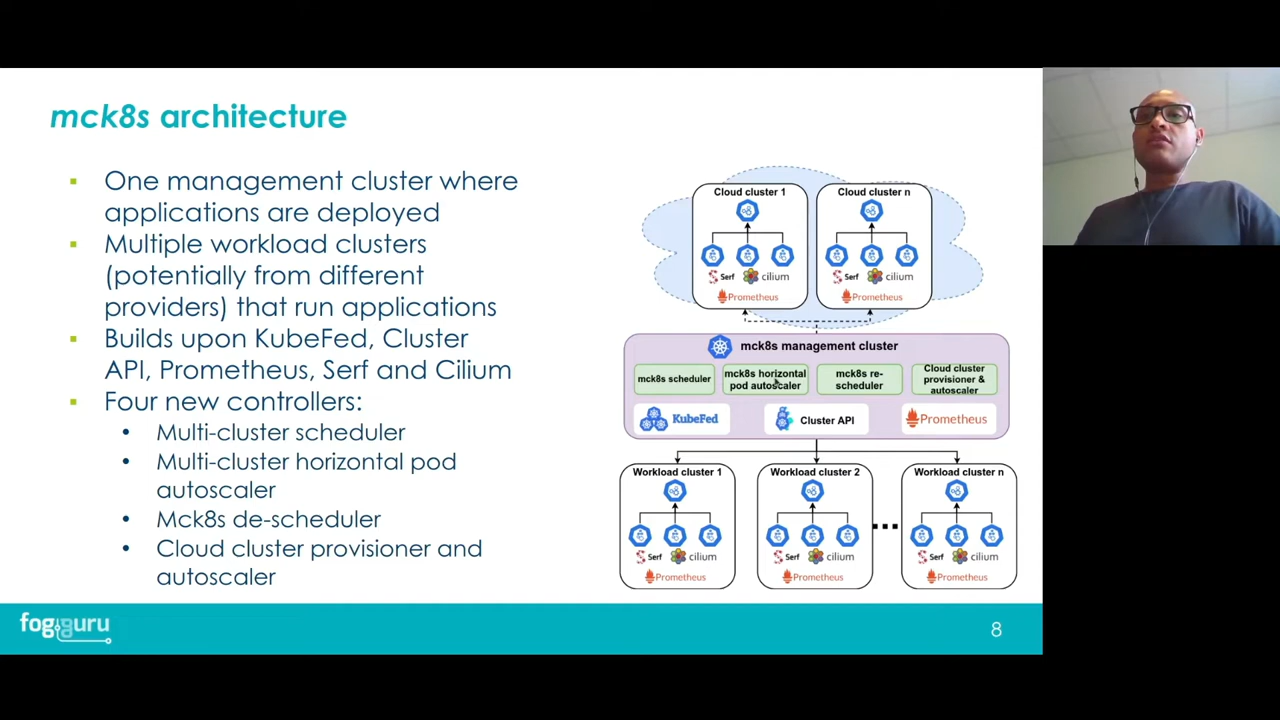 mck8s architecture
▪ One management cluster where
applications are deployed
▪ Multiple workload clusters
(potentially from different
providers) that run applications
▪ Builds upon KubeFed, Cluster
API, Prometheus, Serf and Cilium
▪ Four new controllers:
• Multi-cluster scheduler
• Multi-cluster horizontal pod
autoscaler
• Mck8s de-scheduler
• Cloud cluster provisioner and
autoscaler
Cloud cluster 1
Serf cilium
Prometheus
Cloud cluster n
Serf cilium
Prometheus
mck8s management cluster
mck8s scheduler
mck8s horizontal
pod autoscaler
mck8s re-
scheduler
Cloud cluster
provisioner &
autoscaler
KubeFed
Cluster API
Prometheus
Workload cluster 1
Serf cilium
Prometheus
Workload cluster 2
Serf cilium
Prometheus
Workload cluster n
Serf cilium
Prometheus
fogguru
8